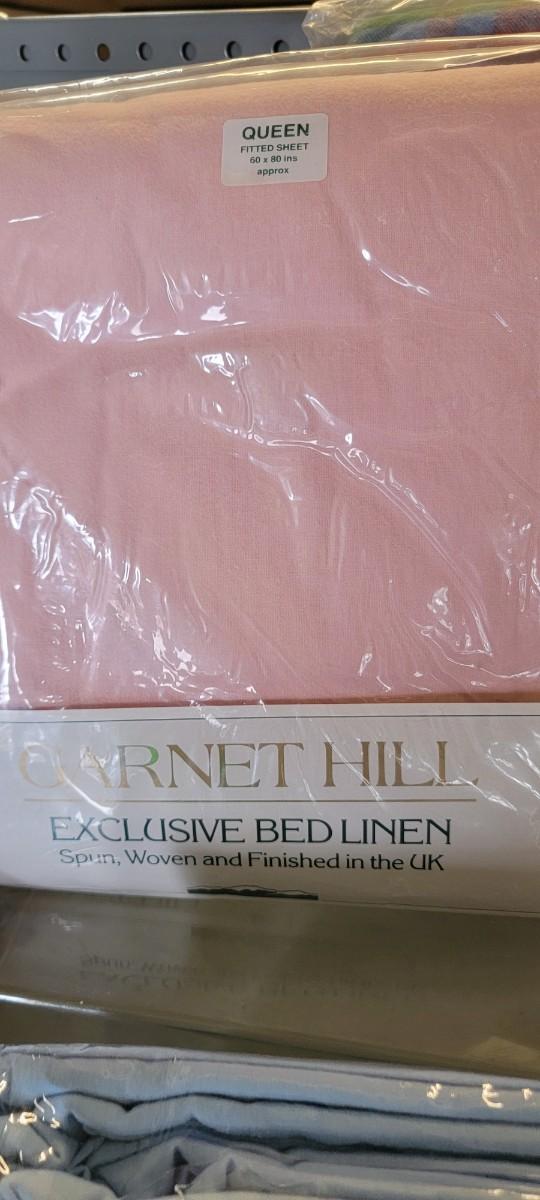 QUEEN
FITTED SHEET
60 x 80 ins
approx
GARNET HILL
EXCLUSIVE BED LINEN
Spun, Woven and Finished in the UK